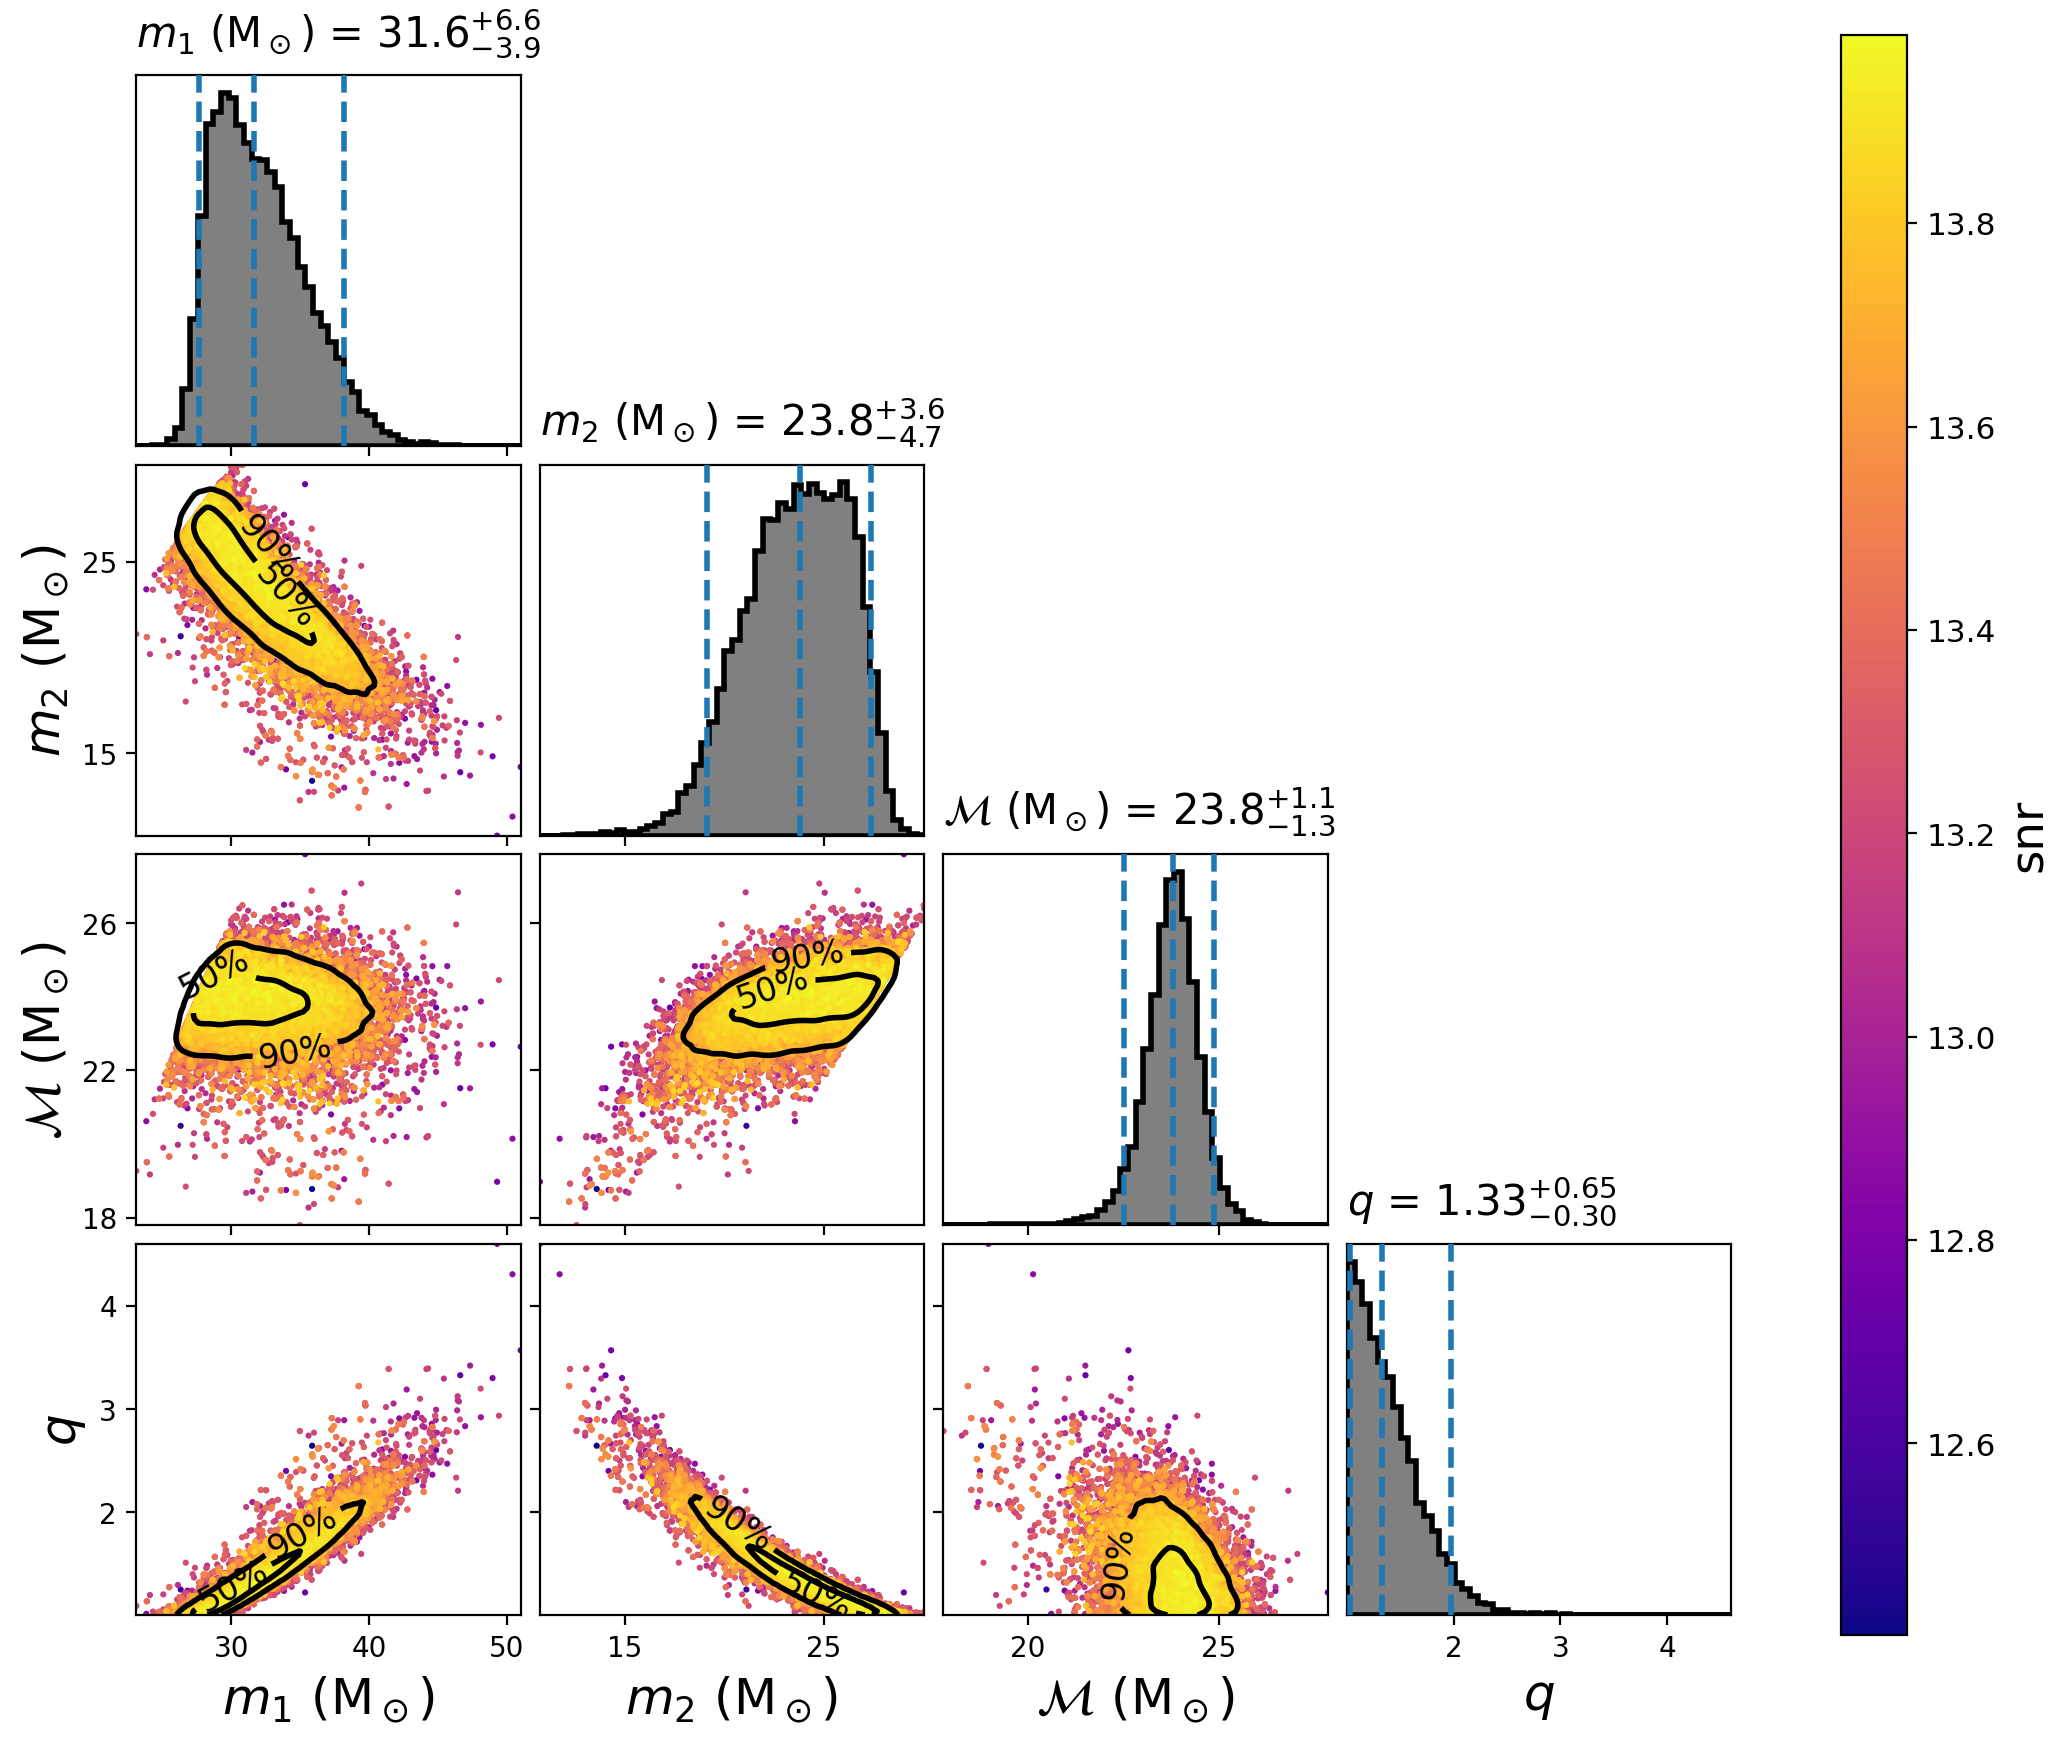 m₁ (M⊙) = 31.6⁺⁶·⁶₋₃.₉
m₂ (M⊙) = 23.8⁺³·⁶₋₄.₇
ℳ (M⊙) = 23.8⁺¹·¹₋₁.₃
q = 1.33⁺⁰·⁶⁵₋₀.₃₀
90%
50%
25
15
m₂ (M⊙)
50%
90%
90%
50%
26
22
18
ℳ (M⊙)
90%
50%
90%
50%
90%
4
3
2
q
30 40 50
15 25
20 25
2 3 4
m₁ (M⊙)
m₂ (M⊙)
ℳ (M⊙)
q
13.8
13.6
13.4
13.2
13.0
12.8
12.6
snr